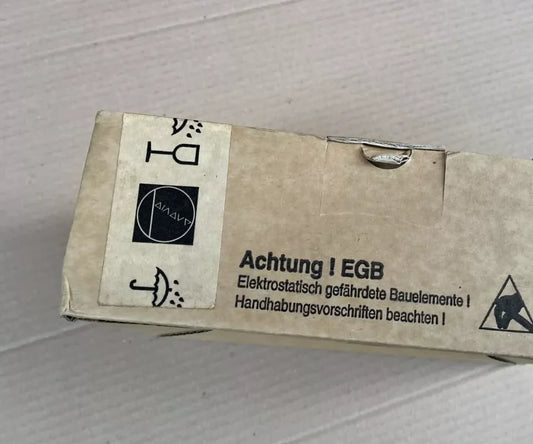 Achtung ! EGB
Elektrostatisch gefährdete Bauelemente !
Handhabungsvorschriften beachten !